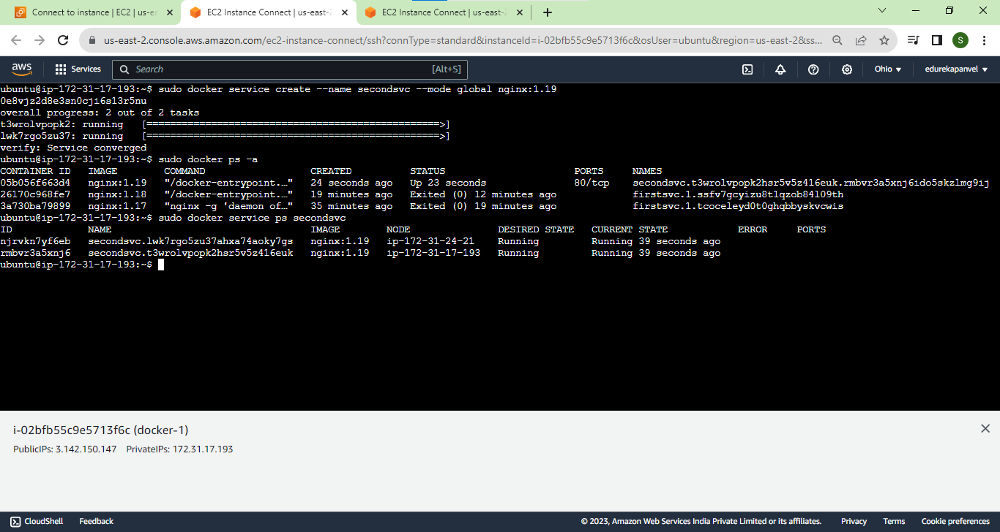 Connect to instance | EC2 | us-ea
EC2 Instance Connect | us-east-2
EC2 Instance Connect | us-east-2
us-east-2.console.aws.amazon.com/ec2-instance-connect/ssh?connType=standard&instanceId=i-02bfb55c9e5713f6c&osUser=ubuntu&region=us-east-2&ss...
S
aws Services Search [Alt+S] Ohio edurekapanvel
ubuntu@ip-172-31-17-193:~$ sudo docker service create --name secondsvc --mode global nginx:1.19
0e8vjz2d8e3sn0cji6s13r5nu
overall progress: 2 out of 2 tasks
t3wrolvpopk2: running [==================================================>]
lwk7rgo5zu37: running [==================================================>]
verify: Service converged
ubuntu@ip-172-31-17-193:~$ sudo docker ps -a
CONTAINER ID IMAGE COMMAND CREATED STATUS PORTS NAMES
05b056f663d4 nginx:1.19 "/docker-entrypoint.…" 24 seconds ago Up 23 seconds 80/tcp secondsvc.t3wrolvpopk2hsr5v5z416euk.rmbvr3a5xnj6ido5skzlmg9ij
26170c968fe7 nginx:1.18 "/docker-entrypoint.…" 19 minutes ago Exited (0) 12 minutes ago firstsvc.1.ssfv7gcyizu8t1qzob84l09th
3a730ba79899 nginx:1.17 "nginx -g 'daemon of…" 35 minutes ago Exited (0) 19 minutes ago firstsvc.1.tcoceleyd0t0ghqbbyskvcwis
ubuntu@ip-172-31-17-193:~$ sudo docker service ps secondsvc
ID NAME IMAGE NODE DESIRED STATE CURRENT STATE ERROR PORTS
njrvkn7yf6eb secondsvc.lwk7rgo5zu37ahxa74aoky7gs nginx:1.19 ip-172-31-24-21 Running Running 39 seconds ago
rmbvr3a5xnj6 secondsvc.t3wrolvpopk2hsr5v5z416euk nginx:1.19 ip-172-31-17-193 Running Running 39 seconds ago
ubuntu@ip-172-31-17-193:~$
i-02bfb55c9e5713f6c (docker-1)
PublicIPs: 3.142.150.147 PrivateIPs: 172.31.17.193
CloudShell Feedback © 2023, Amazon Web Services India Private Limited or its affiliates. Privacy Terms Cookie preferences